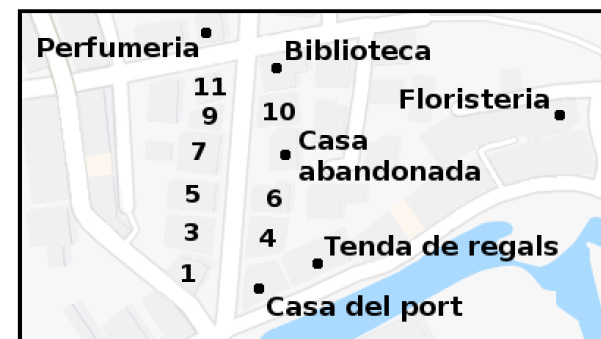 Perfumeria
Biblioteca
11
Floristeria
10
9
Casa
abandonada
7
5
6
3
4
Tenda de regals
1
Casa del port